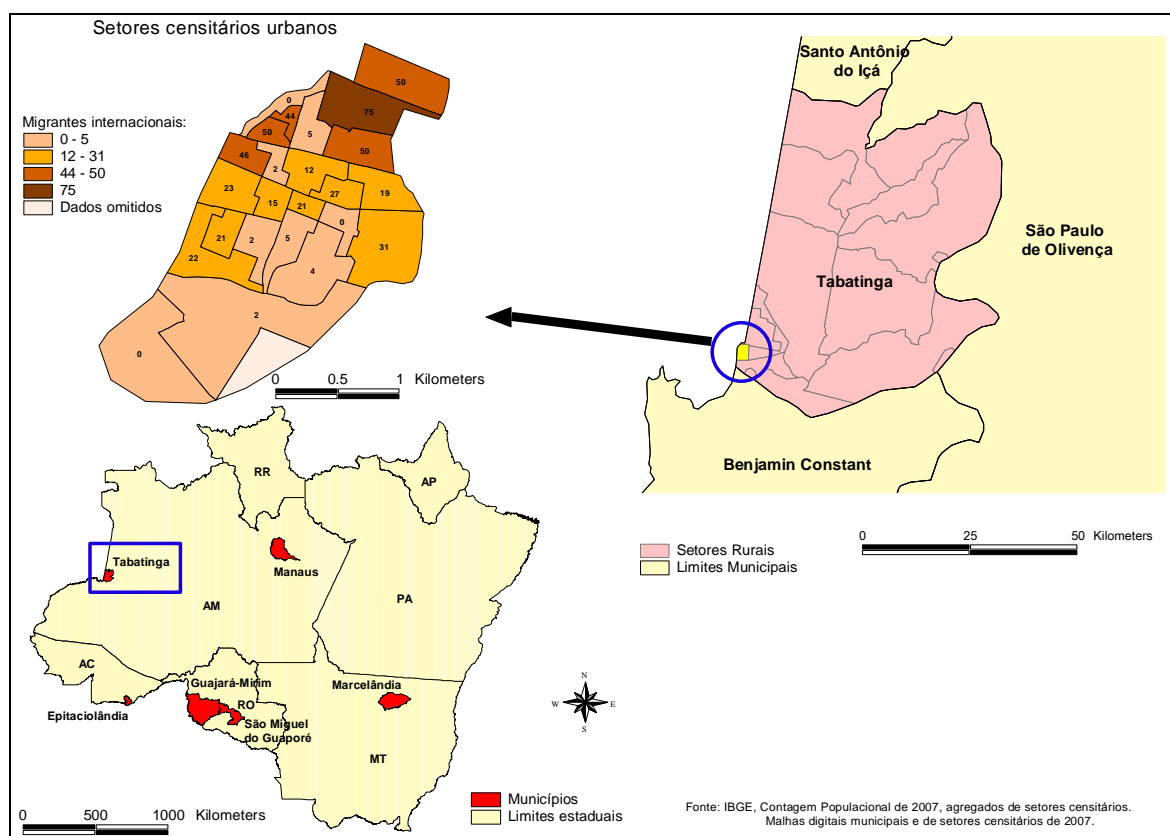 Setores censitários urbanos
Migrantes internacionais:
0 - 5
12 - 31
44 - 50
75
Dados omitidos
50
0
75
44
5
50
50
46
2
12
23
27
19
15
21
0
21
2
5
31
22
4
2
0
0 0.5 1 Kilometers
Santo Antônio
do Içá
São Paulo
de Olivença
Tabatinga
Benjamin Constant
Setores Rurais
Limites Municipais
0 25 50 Kilometers
RR
AP
Tabatinga
Manaus
AM
PA
AC
Guajará-Mirim
Marcelândia
RO
Epitaciolândia
São Miguel
do Guaporé
MT
N
W E
S
0 500 1000 Kilometers
Municípios
Limites estaduais
Fonte: IBGE, Contagem Populacional de 2007, agregados de setores censitários.
Malhas digitais municipais e de setores censitários de 2007.